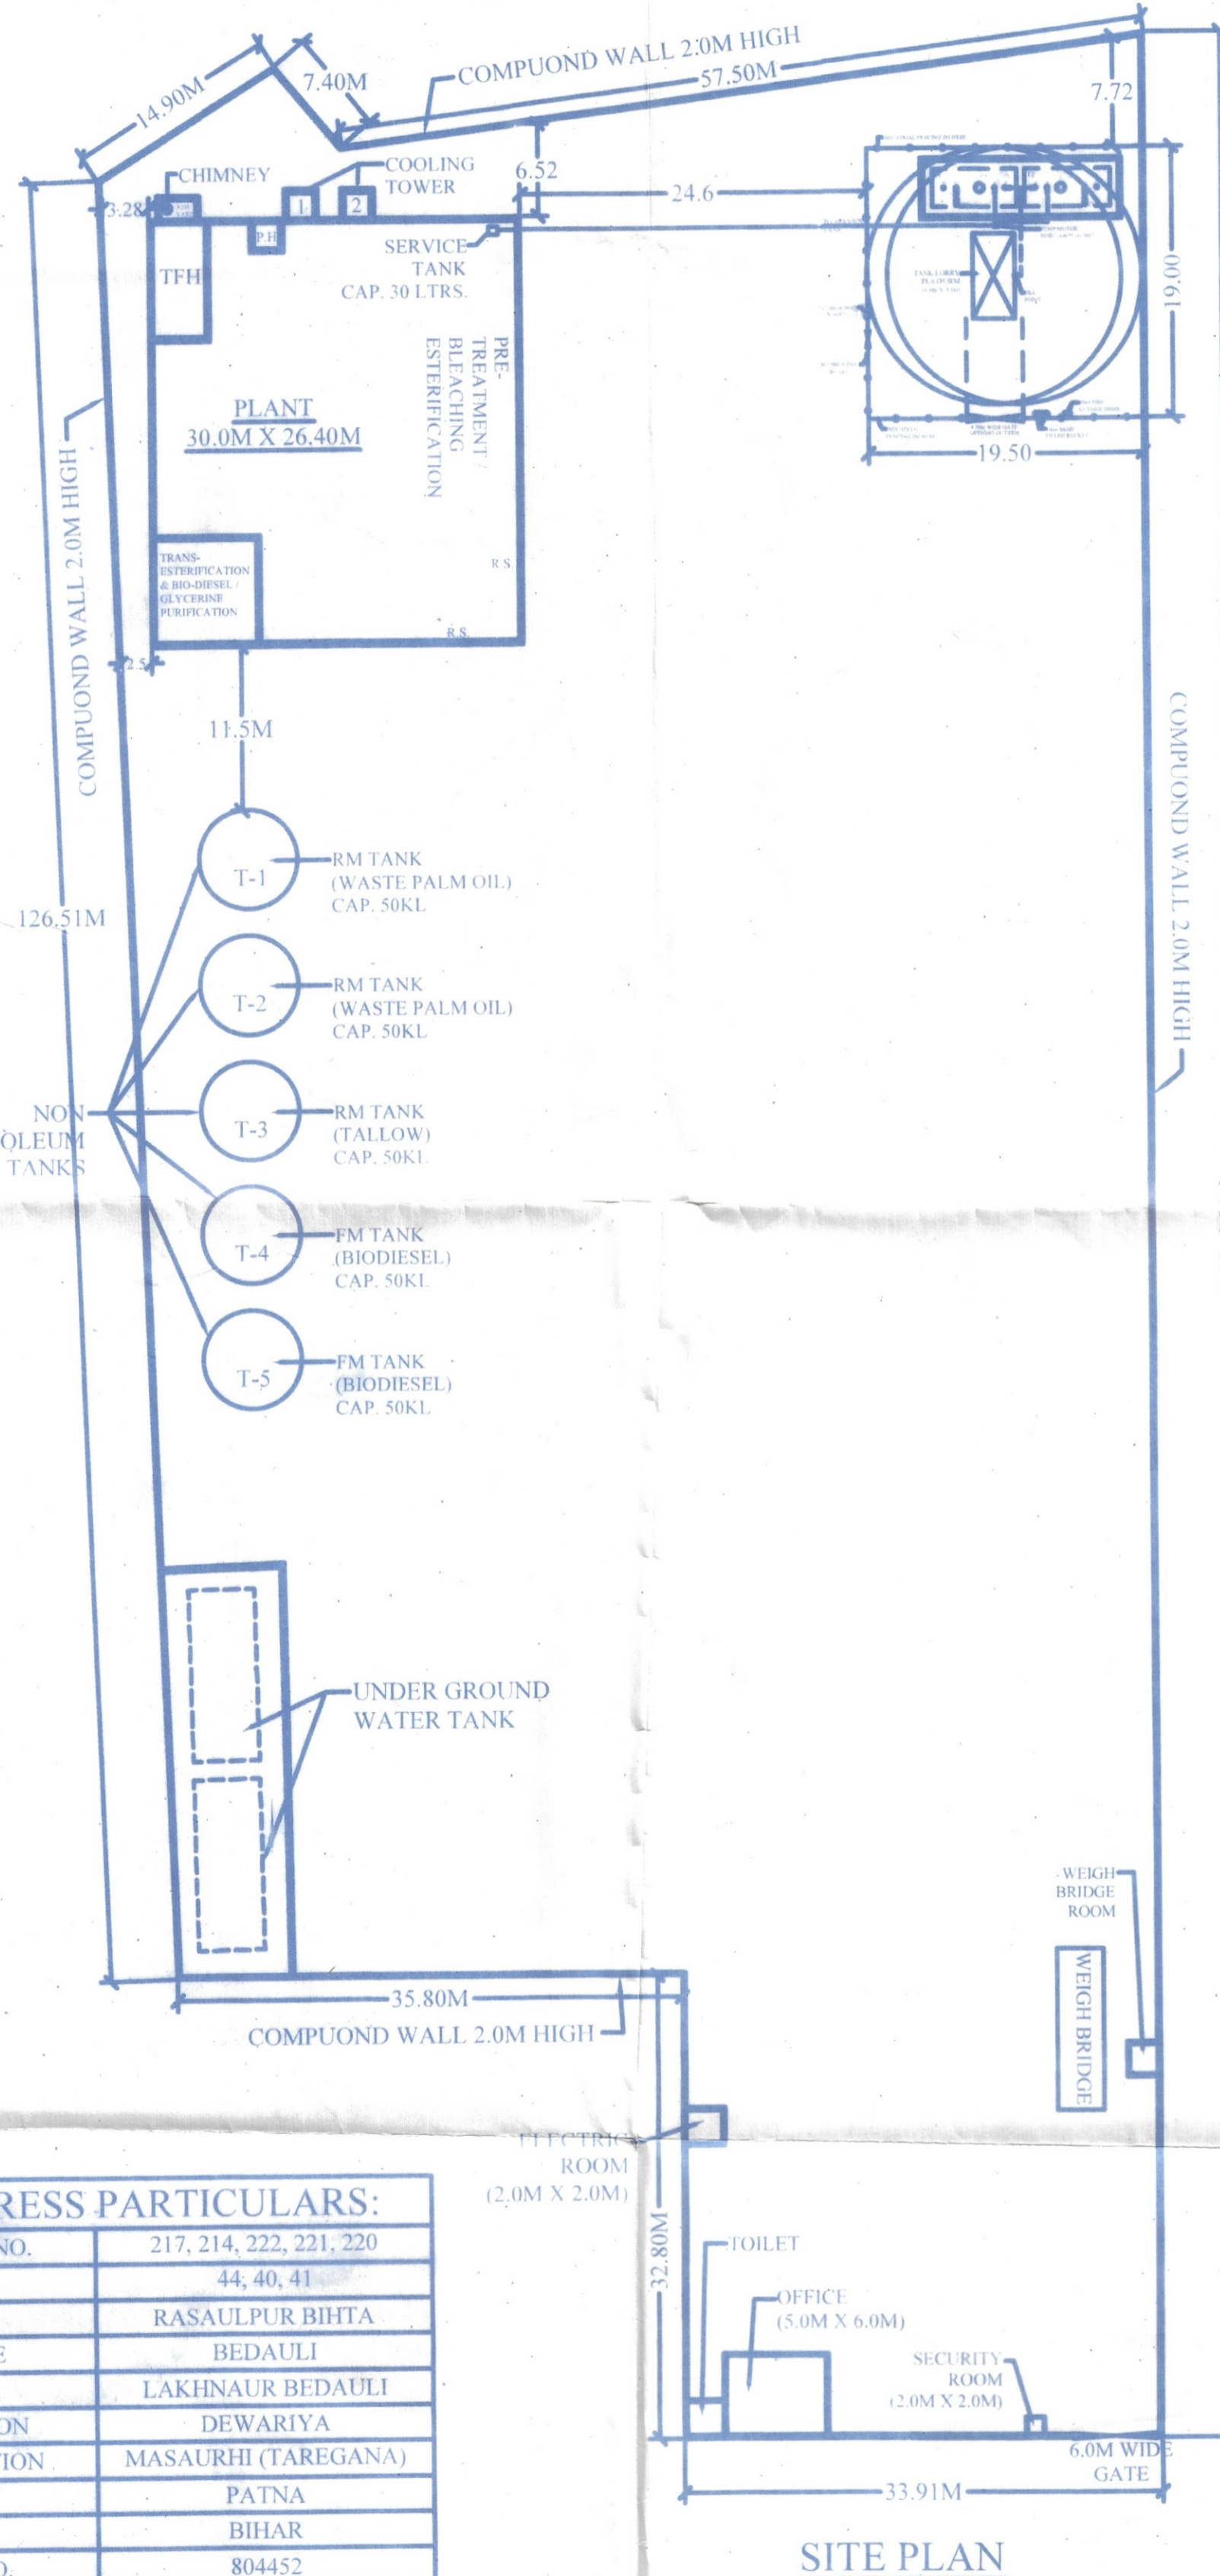 COMPUOND WALL 2.0M HIGH
57.50M
14.90M
7.40M
7.72
CHIMNEY
COOLING
TOWER
6.52
24.6
3.28
1
2
P.H
TFH
SERVICE
TANK
CAP. 30 LTRS.
TANK LORRY
PLATFORM
19.00
PRE-
TREATMENT /
BLEACHING
ESTERIFICATION
PLANT
30.0M X 26.40M
19.50
COMPUOND WALL 2.0M HIGH
TRANS-
ESTERIFICATION
& BIO-DIESEL /
GLYCERINE
PURIFICATION
R.S.
R.S.
2.5
11.5M
COMPUOND WALL 2.0M HIGH
T-1
RM TANK
(WASTE PALM OIL)
CAP. 50KL
126.51M
T-2
RM TANK
(WASTE PALM OIL)
CAP. 50KL
NON
OLEUM
TANKS
T-3
RM TANK
(TALLOW)
CAP. 50KL
T-4
FM TANK
(BIODIESEL)
CAP. 50KL
T-5
FM TANK
(BIODIESEL)
CAP. 50KL
UNDER GROUND
WATER TANK
WEIGH
BRIDGE
ROOM
WEIGH BRIDGE
35.80M
COMPUOND WALL 2.0M HIGH
ELECTRIC
ROOM
(2.0M X 2.0M)
32.80M
TOILET
OFFICE
(5.0M X 6.0M)
SECURITY
ROOM
(2.0M X 2.0M)
6.0M WIDE
GATE
33.91M
SITE PLAN
RESS PARTICULARS:
NO. 217, 214, 222, 221, 220
44, 40, 41
RASAULPUR BIHTA
E BEDAULI
LAKHNAUR BEDAULI
ON DEWARIYA
TION MASAURHI (TAREGANA)
PATNA
BIHAR
O. 804452